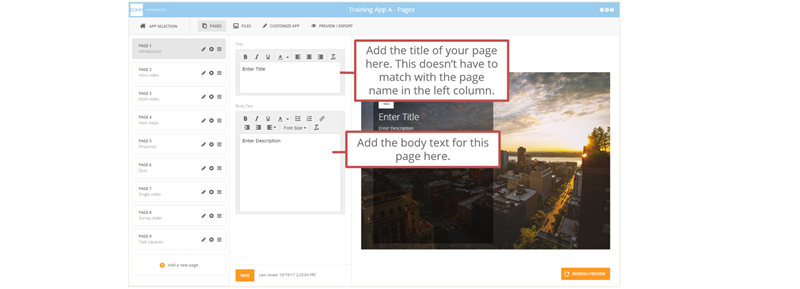 Training App A - Pages
APP SELECTION
PAGES
FILES
CUSTOMIZE APP
PREVIEW / EXPORT
PAGE 1
Introduction
PAGE 2
Intro video
PAGE 3
Multi-video
PAGE 4
Next steps
PAGE 5
Pinpoints
PAGE 6
Quiz
PAGE 7
Single video
PAGE 8
Survey slider
PAGE 9
Task squares
Add a new page
Title
B I U A
Enter Title
Body Text
B I U A
Font Size
Enter Description
SAVE
Last saved: 10/19/17 2:25:54 PM
Add the title of your page
here. This doesn’t have to
match with the page
name in the left column.
Enter Title
Enter Description
Add the body text for this
page here.
REFRESH PREVIEW